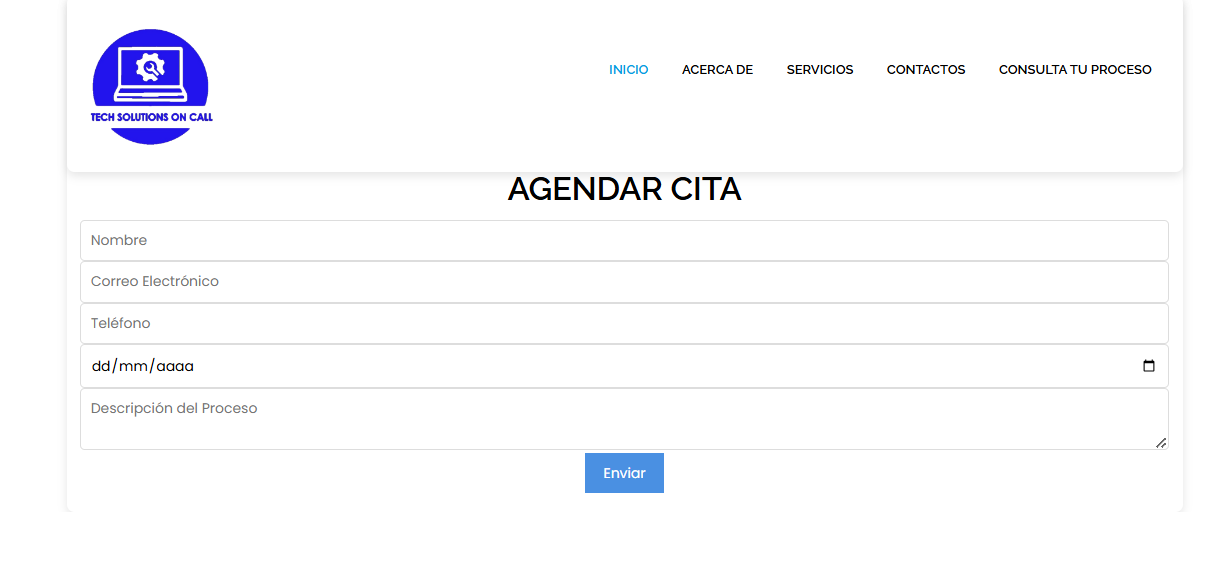 TECH SOLUTIONS ON CALL
INICIO ACERCA DE SERVICIOS CONTACTOS CONSULTA TU PROCESO
AGENDAR CITA
Nombre
Correo Electrónico
Teléfono
dd/mm/aaaa
Descripción del Proceso
Enviar